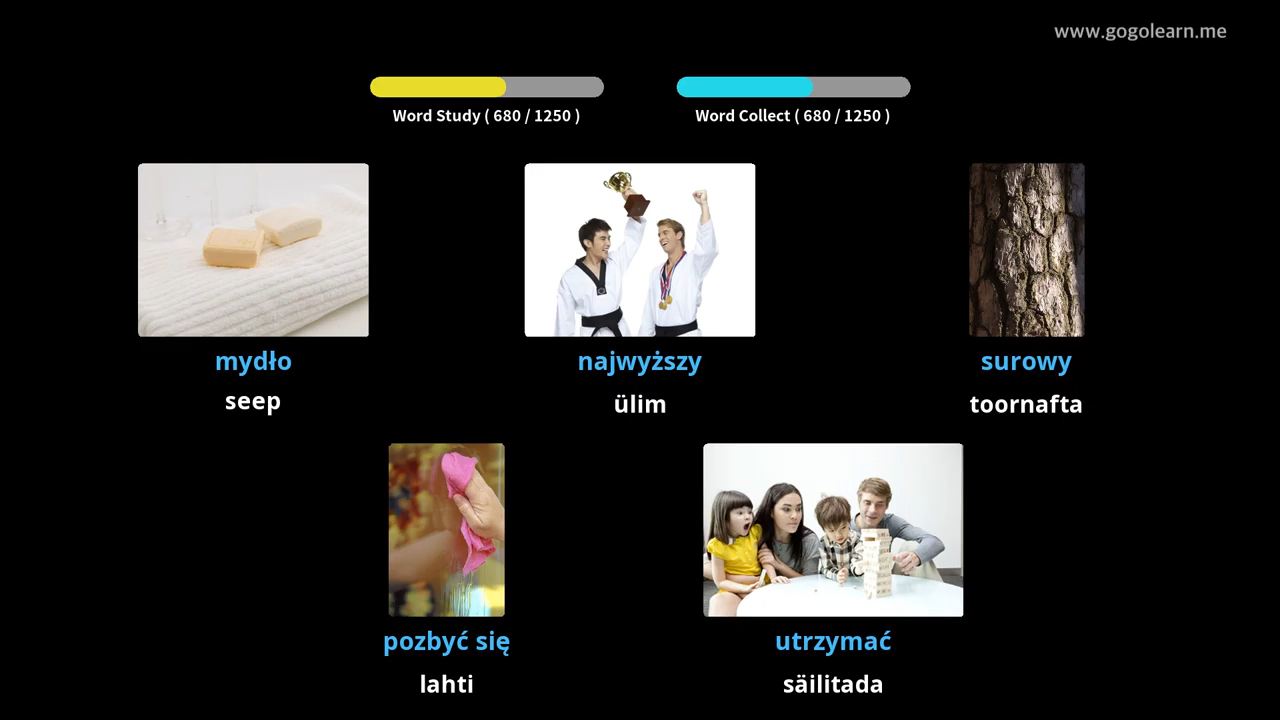 www.gogolearn.me
Word Study ( 680 / 1250 )
Word Collect ( 680 / 1250 )
mydło
seep
najwyższy
ülim
surowy
toornafta
pozbyć się
lahti
utrzymać
säilitada